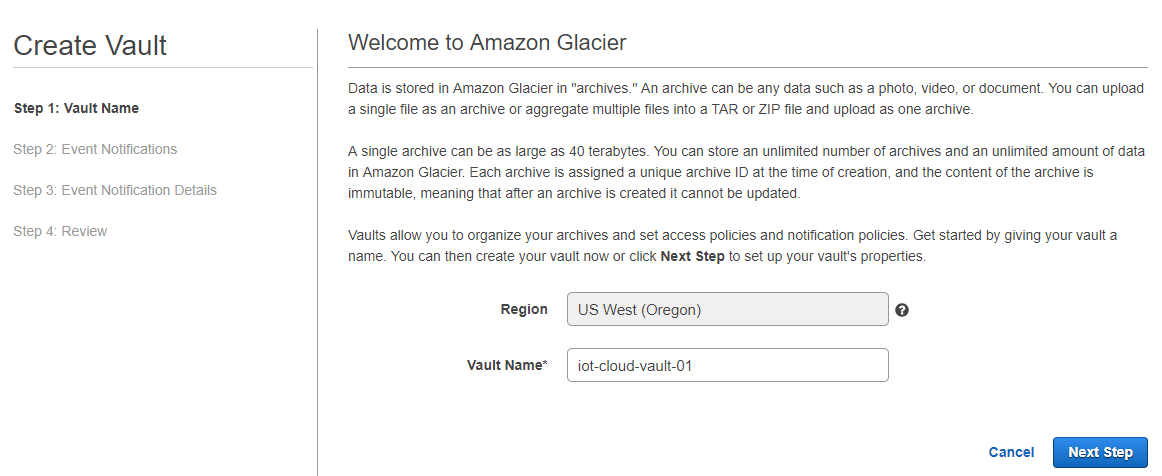 Create Vault
Step 1: Vault Name
Step 2: Event Notifications
Step 3: Event Notification Details
Step 4: Review
Welcome to Amazon Glacier
Data is stored in Amazon Glacier in "archives." An archive can be any data such as a photo, video, or document. You can upload
a single file as an archive or aggregate multiple files into a TAR or ZIP file and upload as one archive.
A single archive can be as large as 40 terabytes. You can store an unlimited number of archives and an unlimited amount of data
in Amazon Glacier. Each archive is assigned a unique archive ID at the time of creation, and the content of the archive is
immutable, meaning that after an archive is created it cannot be updated.
Vaults allow you to organize your archives and set access policies and notification policies. Get started by giving your vault a
name. You can then create your vault now or click Next Step to set up your vault's properties.
Region US West (Oregon) ?
Vault Name* iot-cloud-vault-01
Cancel Next Step